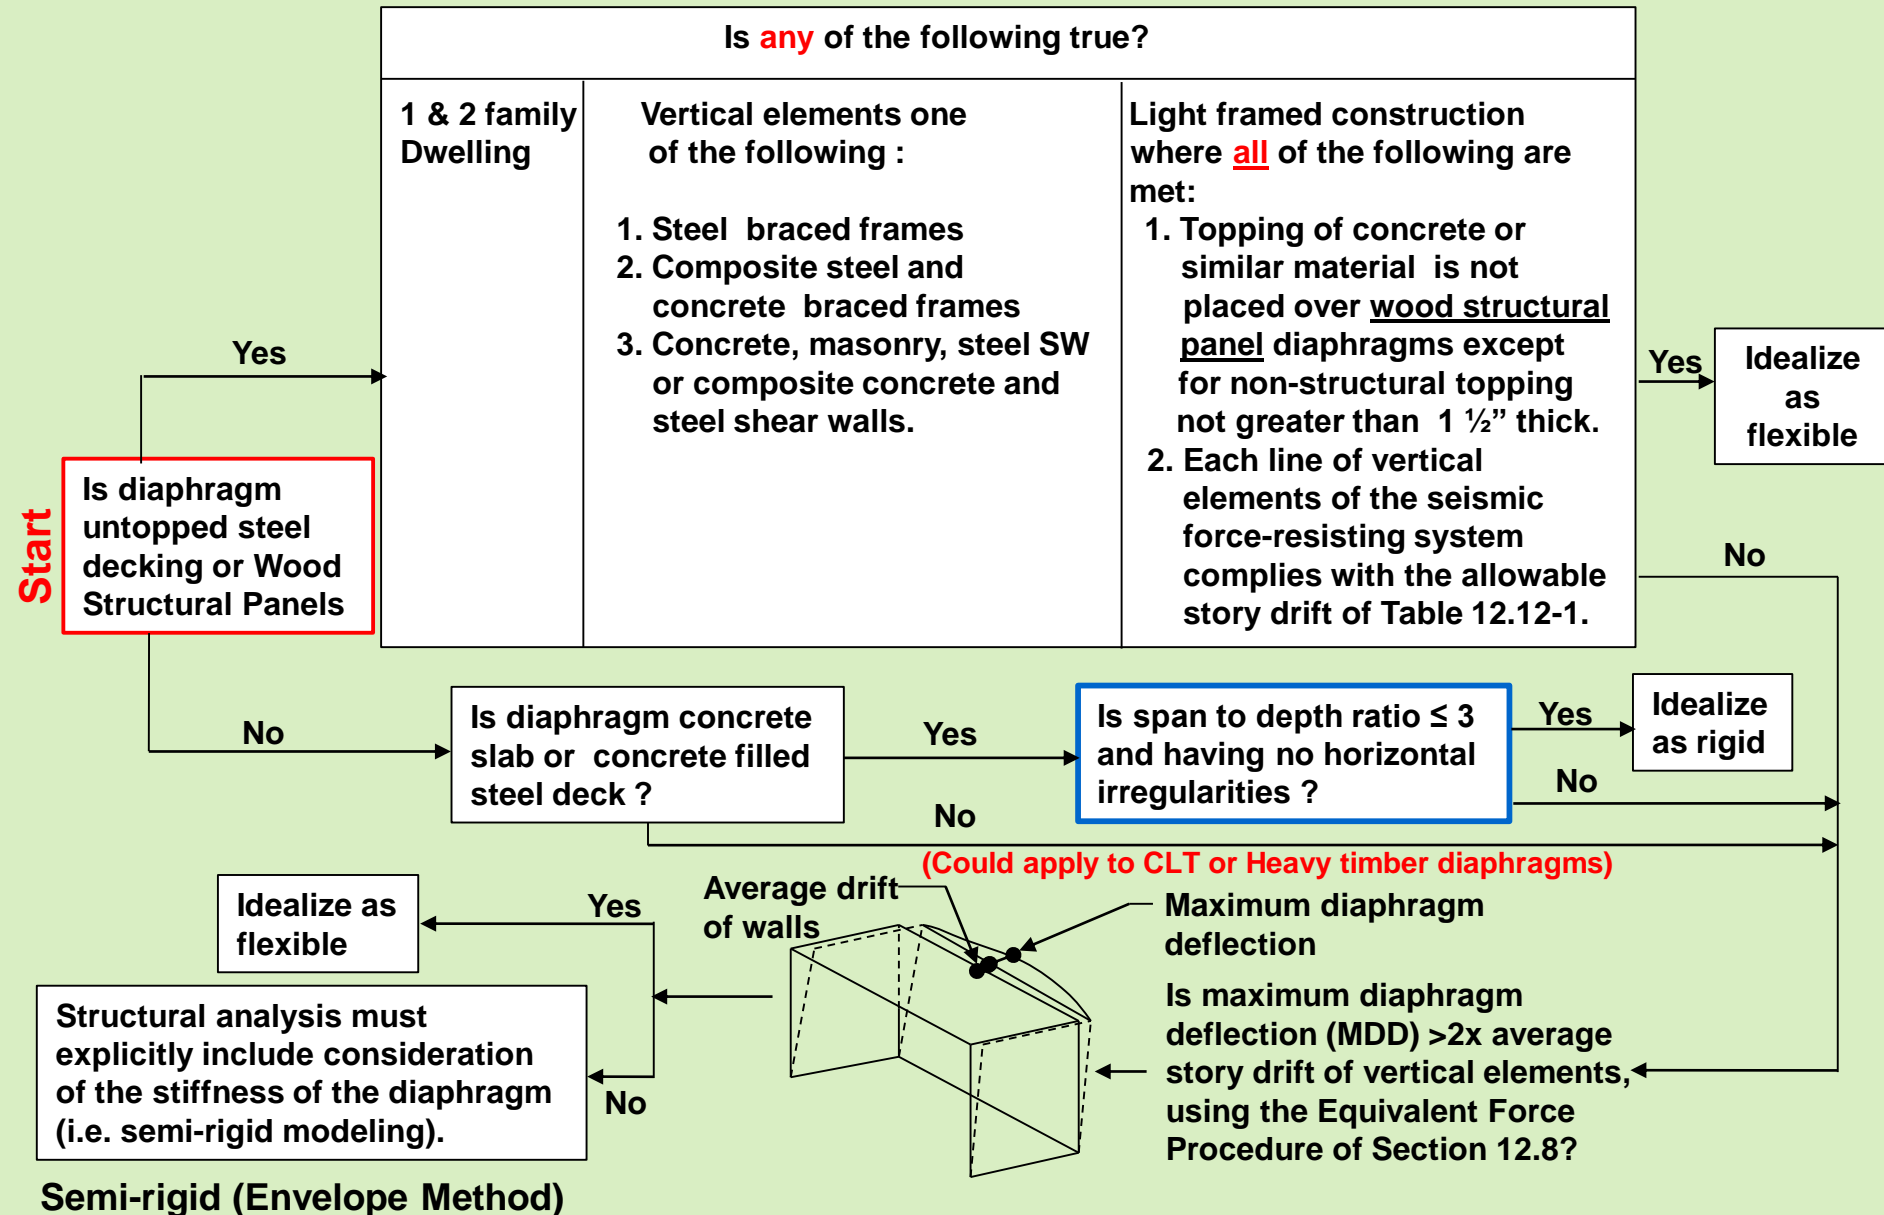 Is any of the following true?
1 & 2 family
Dwelling
Vertical elements one
of the following :
1. Steel braced frames
2. Composite steel and
concrete braced frames
3. Concrete, masonry, steel SW
or composite concrete and
steel shear walls.
Light framed construction
where all of the following are
met:
1. Topping of concrete or
similar material is not
placed over wood structural
panel diaphragms except
for non-structural topping
not greater than 1 ½” thick.
2. Each line of vertical
elements of the seismic
force-resisting system
complies with the allowable
story drift of Table 12.12-1.
Yes
Yes
Idealize
as
flexible
Start
Is diaphragm
untopped steel
decking or Wood
Structural Panels
No
No
Is diaphragm concrete
slab or concrete filled
steel deck ?
Yes
Is span to depth ratio ≤ 3
and having no horizontal
irregularities ?
Yes
Idealize
as rigid
No
No
(Could apply to CLT or Heavy timber diaphragms)
Average drift
of walls
Maximum diaphragm
deflection
Idealize as
flexible
Yes
Is maximum diaphragm
deflection (MDD) >2x average
story drift of vertical elements,
using the Equivalent Force
Procedure of Section 12.8?
Structural analysis must
explicitly include consideration
of the stiffness of the diaphragm
(i.e. semi-rigid modeling).
No
Semi-rigid (Envelope Method)